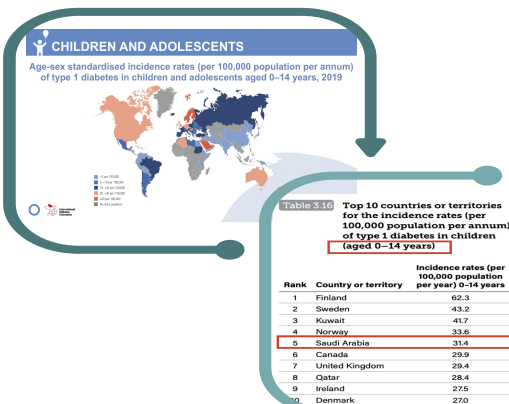 CHILDREN AND ADOLESCENTS
Age-sex standardised incidence rates (per 100,000 population per annum)
of type 1 diabetes in children and adolescents aged 0–14 years, 2019
International
Diabetes
Federation
Table 3.16
Top 10 countries or territories
for the incidence rates (per
100,000 population per annum)
of type 1 diabetes in children
(aged 0–14 years)
Rank Country or territory Incidence rates (per 100,000 population per year) 0–14 years
1 Finland 62.3
2 Sweden 43.2
3 Kuwait 41.7
4 Norway 33.6
5 Saudi Arabia 31.4
6 Canada 29.9
7 United Kingdom 29.4
8 Qatar 28.4
9 Ireland 27.5
10 Denmark 27.0